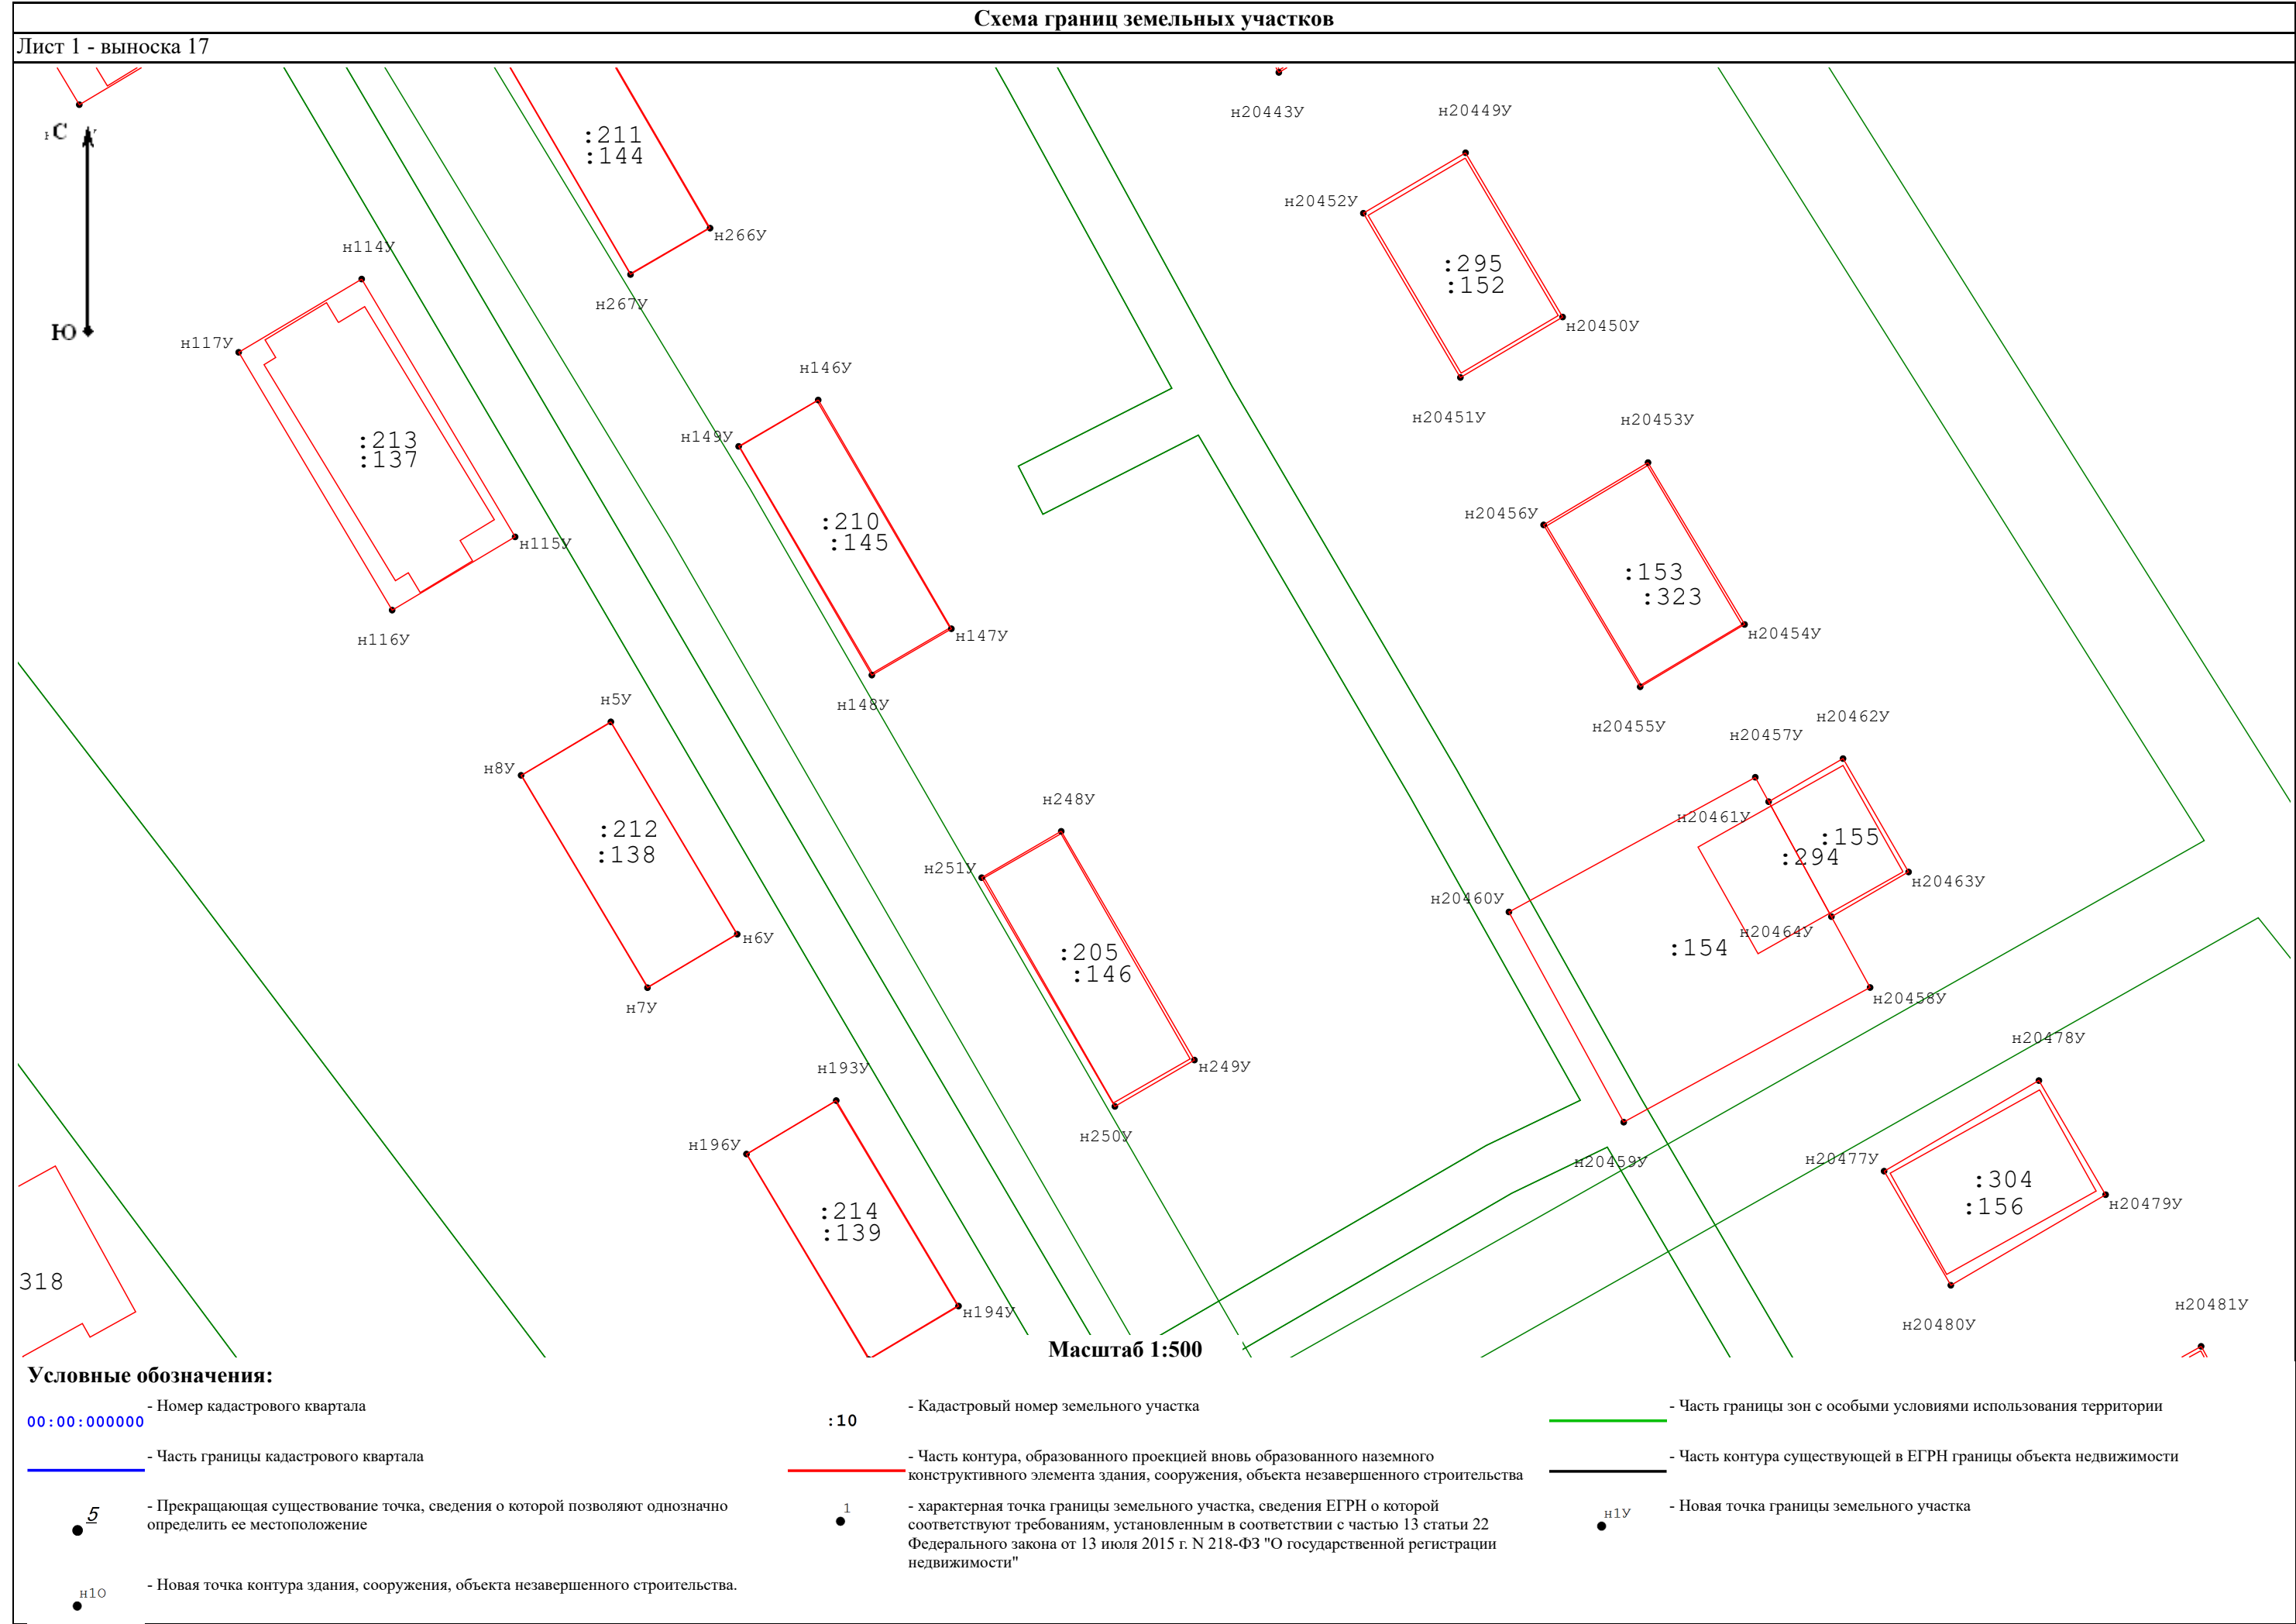 Схема границ земельных участков
Лист 1 - выноска 17
С
Ю
н20443У
н20449У
:211
:144
н20452У
н266У
н114У
:295
:152
н267У
н20450У
н117У
н146У
н20451У
н20453У
:213
:137
н149У
н20456У
:210
:145
н115У
:153
:323
н116У
н147У
н20454У
н148У
н5У
н20455У
н20457У
н20462У
н8У
н248У
н20461У
:212
:138
:155
:294
н251У
н20463У
н20460У
н6У
н20464У
:154
:205
:146
н7У
н20458У
н20478У
н193У
н249У
н250У
н196У
н20459У
н20477У
:304
:156
н20479У
:214
:139
318
н194У
н20481У
н20480У
Масштаб 1:500
Условные обозначения:
00:00:000000
- Номер кадастрового квартала
:10
- Кадастровый номер земельного участка
- Часть границы зон с особыми условиями использования территории
- Часть границы кадастрового квартала
- Часть контура, образованного проекцией вновь образованного наземного
конструктивного элемента здания, сооружения, объекта незавершенного строительства
- Часть контура существующей в ЕГРН границы объекта недвижимости
5
- Прекращающая существование точка, сведения о которой позволяют однозначно
определить ее местоположение
1
- характерная точка границы земельного участка, сведения ЕГРН о которой
соответствуют требованиям, установленным в соответствии с частью 13 статьи 22
Федерального закона от 13 июля 2015 г. N 218-ФЗ "О государственной регистрации
недвижимости"
н1У
- Новая точка границы земельного участка
н1О
- Новая точка контура здания, сооружения, объекта незавершенного строительства.